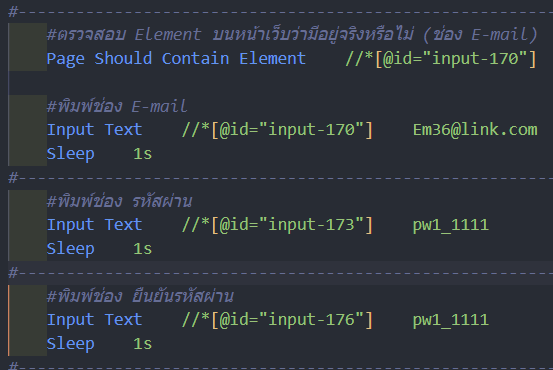 #-------------------------------------------------------
#ตรวจสอบ Element บนหน้าเว็บว่ามีอยู่จริงหรือไม่ (ช่อง E-mail)
Page Should Contain Element    //*[@id="input-170"]
#พิมพ์ช่อง E-mail
Input Text    //*[@id="input-170"]    Em36@link.com
Sleep    1s
#-------------------------------------------------------
#พิมพ์ช่อง รหัสผ่าน
Input Text    //*[@id="input-173"]    pw1_1111
Sleep    1s
#-------------------------------------------------------
#พิมพ์ช่อง ยืนยันรหัสผ่าน
Input Text    //*[@id="input-176"]    pw1_1111
Sleep    1s
#-------------------------------------------------------